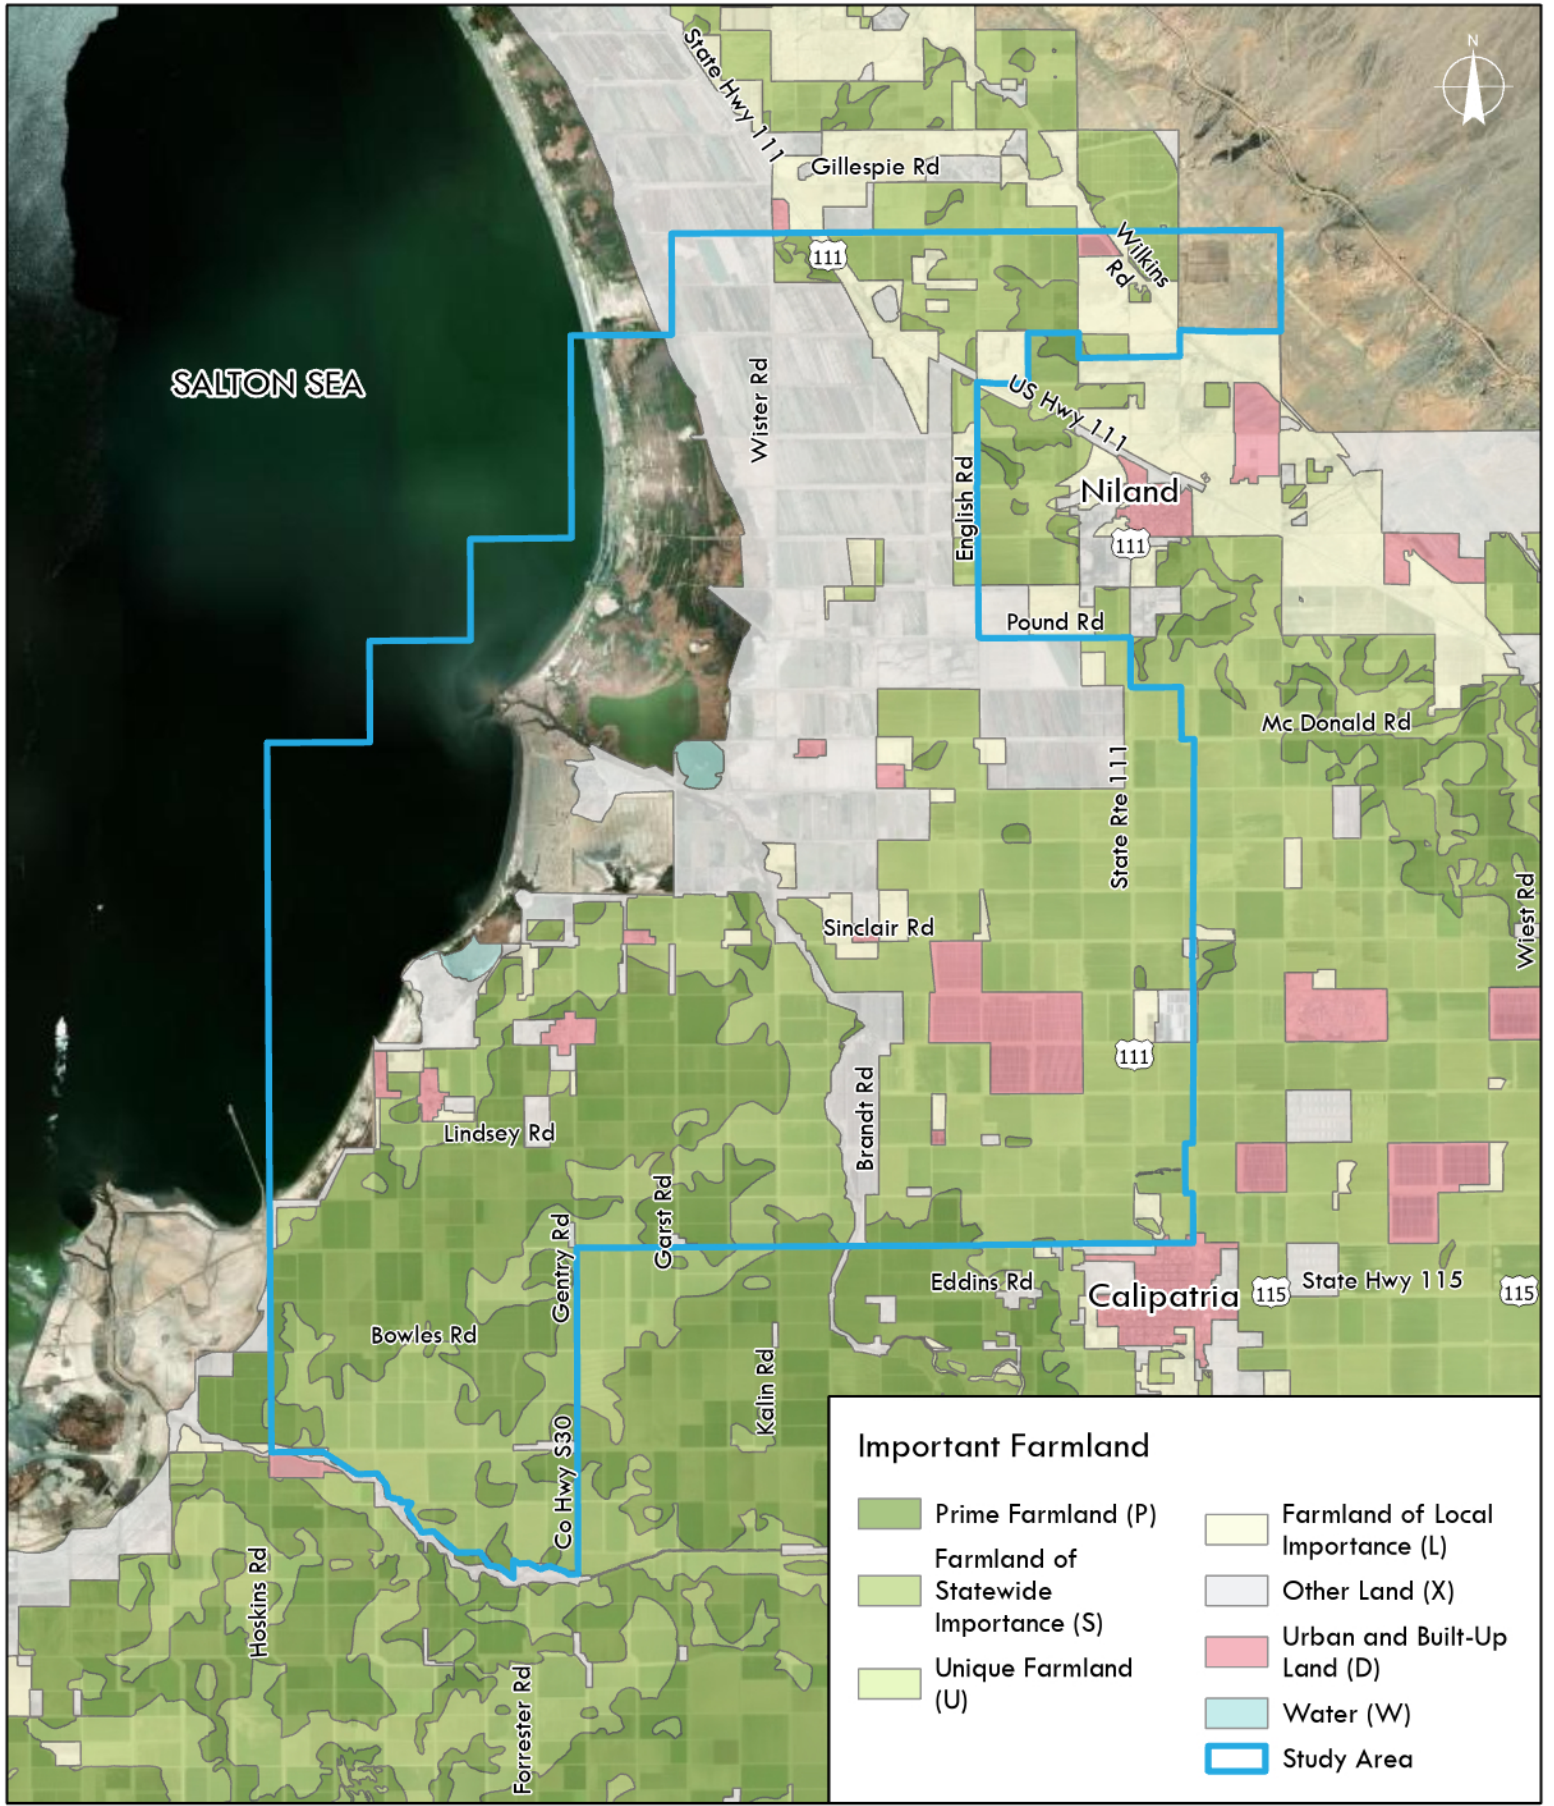 N
State Hwy 111
Gillespie Rd
111
Wilkins
Rd
SALTON SEA
Wister Rd
US Hwy 111
English Rd
Niland
111
Pound Rd
Mc Donald Rd
State Rte 111
Wiest Rd
Sinclair Rd
111
Brandt Rd
Lindsey Rd
Garst Rd
Gentry Rd
Eddins Rd
Calipatria
115
State Hwy 115
115
Bowles Rd
Kalin Rd
Co Hwy S30
Hoskins Rd
Forrester Rd
Important Farmland
Prime Farmland (P)
Farmland of
Statewide
Importance (S)
Unique Farmland
(U)
Farmland of Local
Importance (L)
Other Land (X)
Urban and Built-Up
Land (D)
Water (W)
Study Area